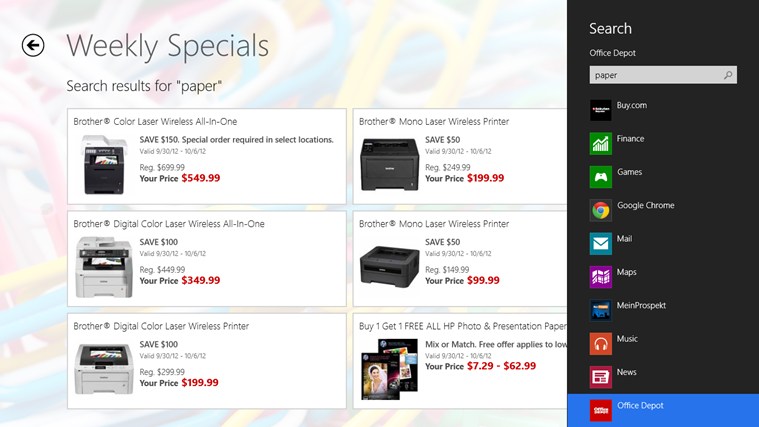 Weekly Specials
Search results for "paper"
Brother® Color Laser Wireless All-In-One
SAVE $150. Special order required in select locations.
Valid 9/30/12 - 10/6/12
Reg. $699.99
Your Price $549.99
Brother® Mono Laser Wireless Printer
SAVE $50
Valid 9/30/12 - 10/6/12
Reg. $249.99
Your Price $199.99
Brother® Digital Color Laser Wireless All-In-One
SAVE $100
Valid 9/30/12 - 10/6/12
Reg. $449.99
Your Price $349.99
Brother® Mono Laser Wireless Printer
SAVE $50
Valid 9/30/12 - 10/6/12
Reg. $149.99
Your Price $99.99
Brother® Digital Color Laser Wireless Printer
SAVE $100
Valid 9/30/12 - 10/6/12
Reg. $299.99
Your Price $199.99
Buy 1 Get 1 FREE ALL HP Photo & Presentation Paper
Mix or Match. Free offer applies to low
Valid 9/30/12 - 10/6/12
Your Price $7.29 - $62.99
Search
Office Depot
paper
Buy.com
Finance
Games
Google Chrome
Mail
Maps
MeinProspekt
Music
News
Office Depot